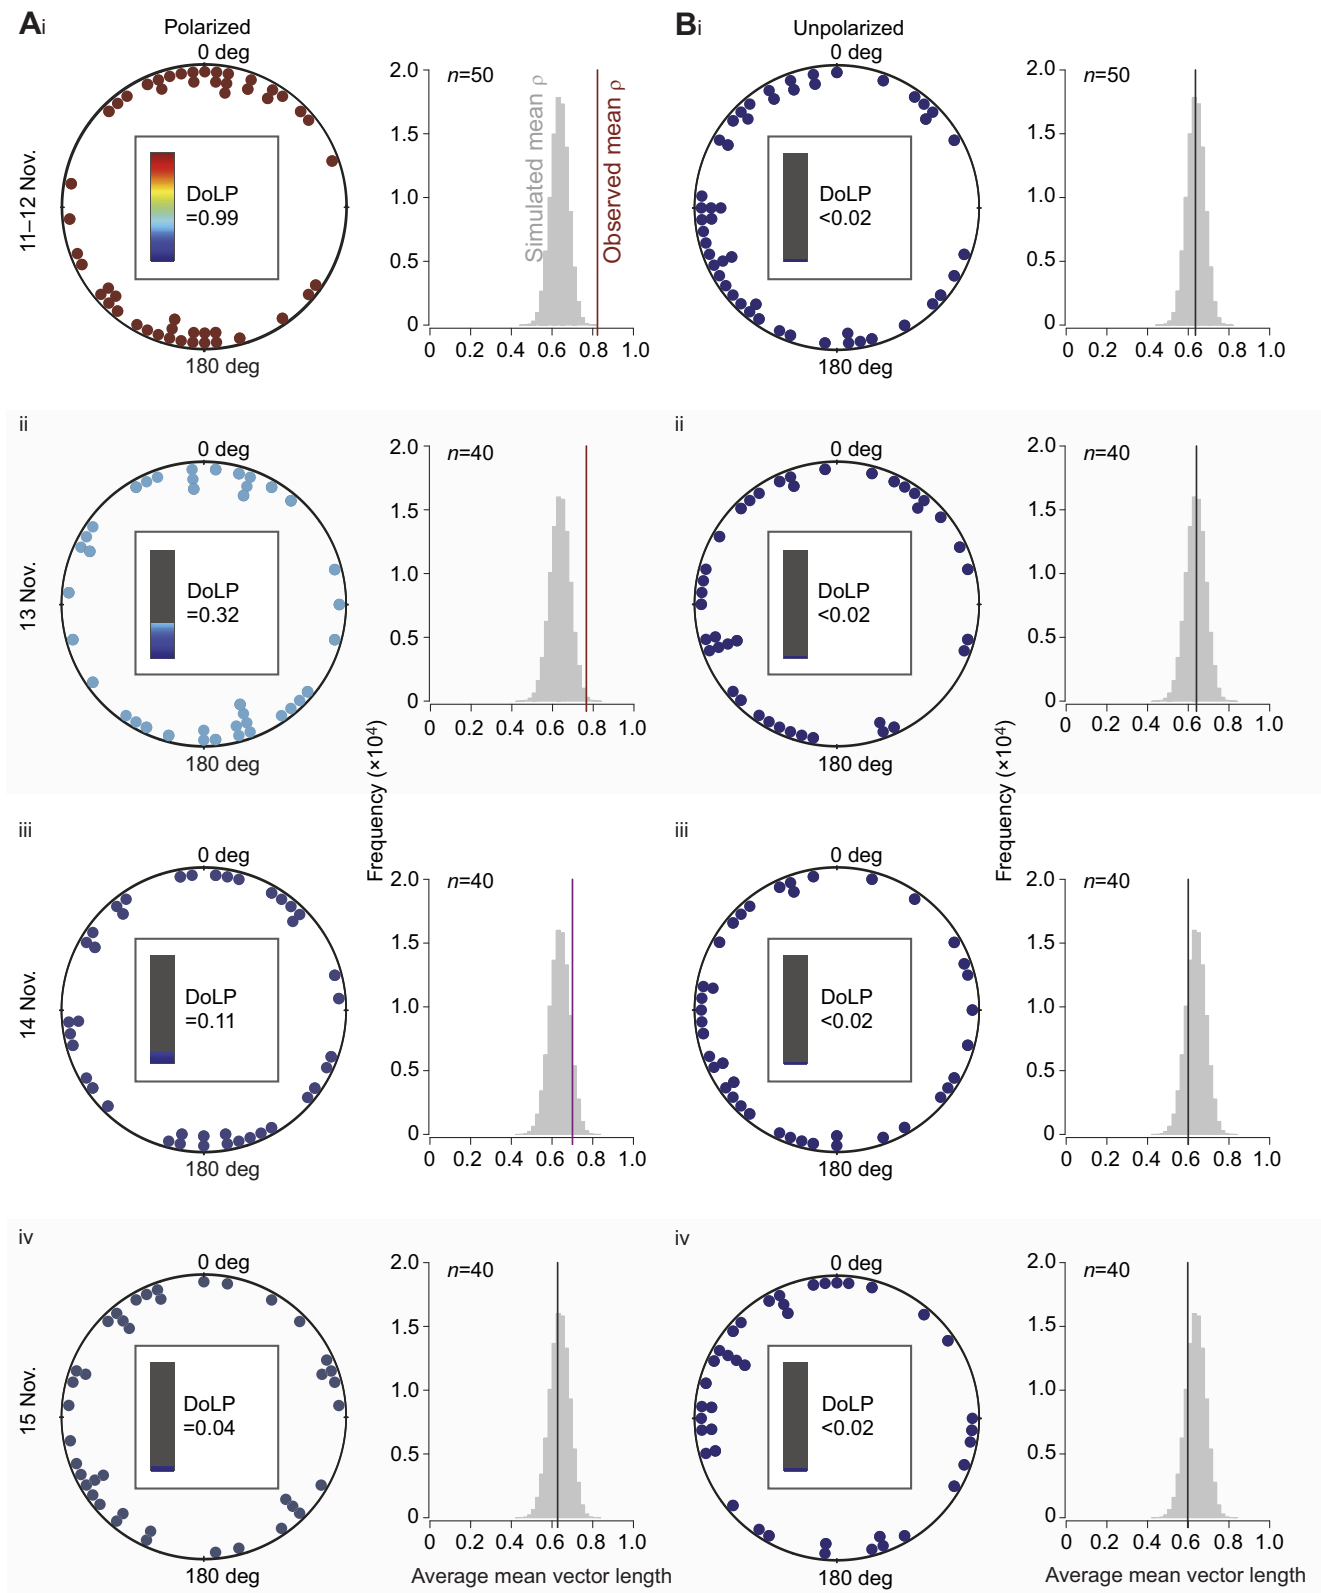 Ai
Polarized
0 deg
11–12 Nov.
DoLP
=0.99
180 deg
n=50
Simulated mean ρ
Observed mean ρ
2.0
1.5
1.0
0.5
0
0 0.2 0.4 0.6 0.8 1.0
Bi
Unpolarized
0 deg
DoLP
<0.02
180 deg
n=50
2.0
1.5
1.0
0.5
0
0 0.2 0.4 0.6 0.8 1.0
ii
0 deg
13 Nov.
DoLP
=0.32
180 deg
n=40
2.0
1.5
1.0
0.5
0
0 0.2 0.4 0.6 0.8 1.0
ii
0 deg
DoLP
<0.02
180 deg
n=40
2.0
1.5
1.0
0.5
0
0 0.2 0.4 0.6 0.8 1.0
Frequency (×10⁴)
Frequency (×10⁴)
iii
0 deg
14 Nov.
DoLP
=0.11
180 deg
n=40
2.0
1.5
1.0
0.5
0
0 0.2 0.4 0.6 0.8 1.0
iii
0 deg
DoLP
<0.02
180 deg
n=40
2.0
1.5
1.0
0.5
0
0 0.2 0.4 0.6 0.8 1.0
iv
0 deg
15 Nov.
DoLP
=0.04
180 deg
n=40
2.0
1.5
1.0
0.5
0
0 0.2 0.4 0.6 0.8 1.0
Average mean vector length
iv
0 deg
DoLP
<0.02
180 deg
n=40
2.0
1.5
1.0
0.5
0
0 0.2 0.4 0.6 0.8 1.0
Average mean vector length